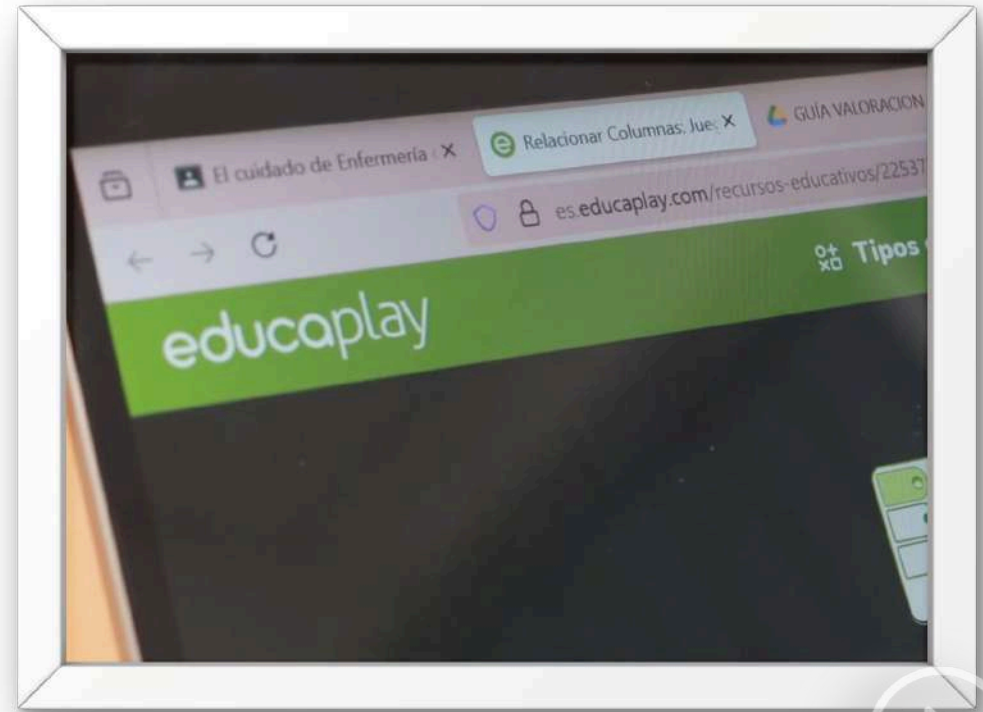 El cuidado de Enfermería
Relacionar Columnas: Jue
GUÍA VALORACION
es.educaplay.com/recursos-educativos/22537
Tipos
educaplay